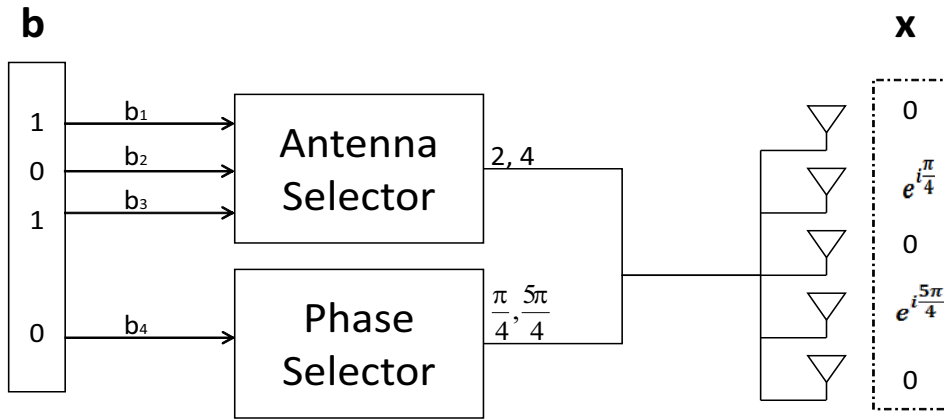 b
x
1
0
1
0
b₁
b₂
b₃
b₄
Antenna
Selector
2, 4
Phase
Selector
π/4, 5π/4
0
e^{iπ/4}
0
e^{i5π/4}
0